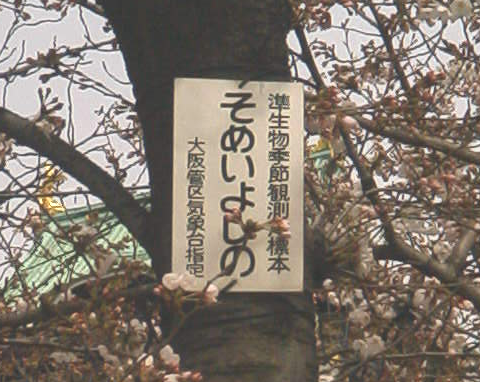 準生物季節観測用標本
そめいよしの
大阪管区気象台指定